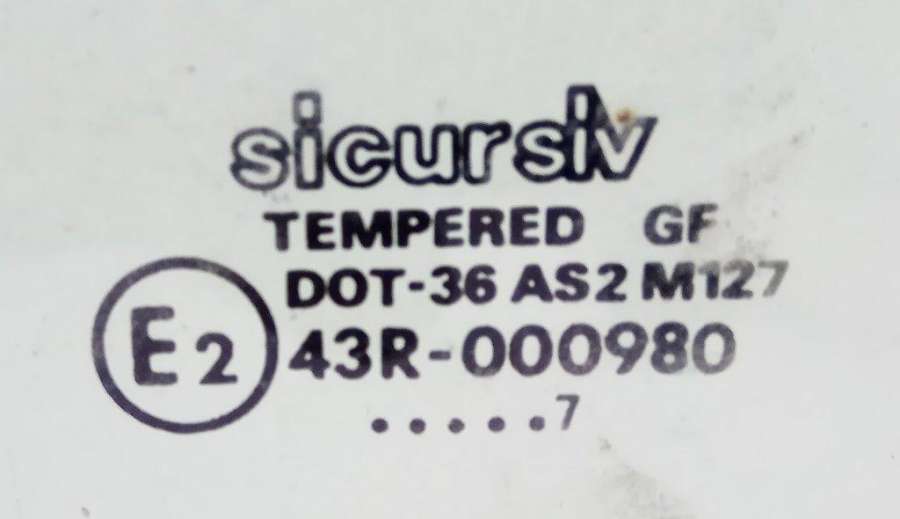 sicursiv
TEMPERED GF
DOT-36 AS2 M127
E2 43R-000980
.....7